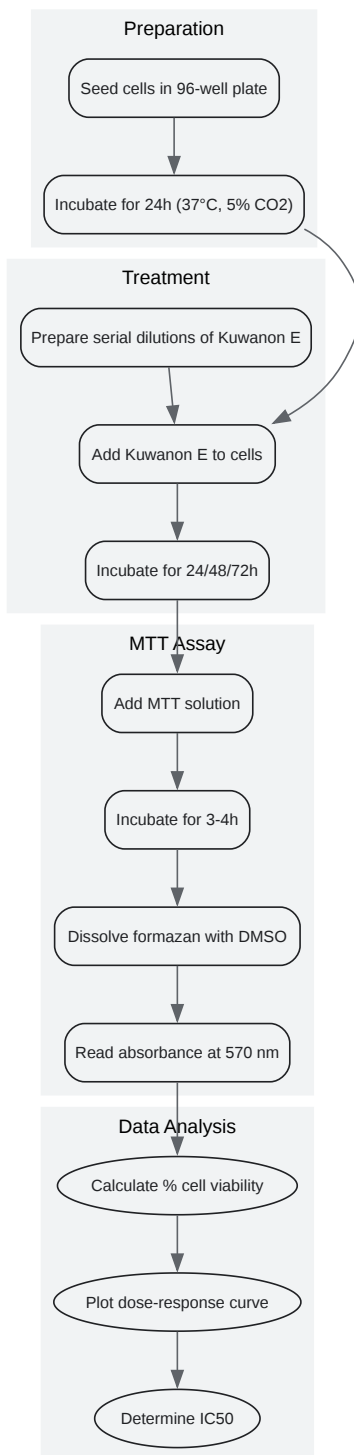 Preparation
Seed cells in 96-well plate
Incubate for 24h (37°C, 5% CO2)
Treatment
Prepare serial dilutions of Kuwanon E
Add Kuwanon E to cells
Incubate for 24/48/72h
MTT Assay
Add MTT solution
Incubate for 3-4h
Dissolve formazan with DMSO
Read absorbance at 570 nm
Data Analysis
Calculate % cell viability
Plot dose-response curve
Determine IC50